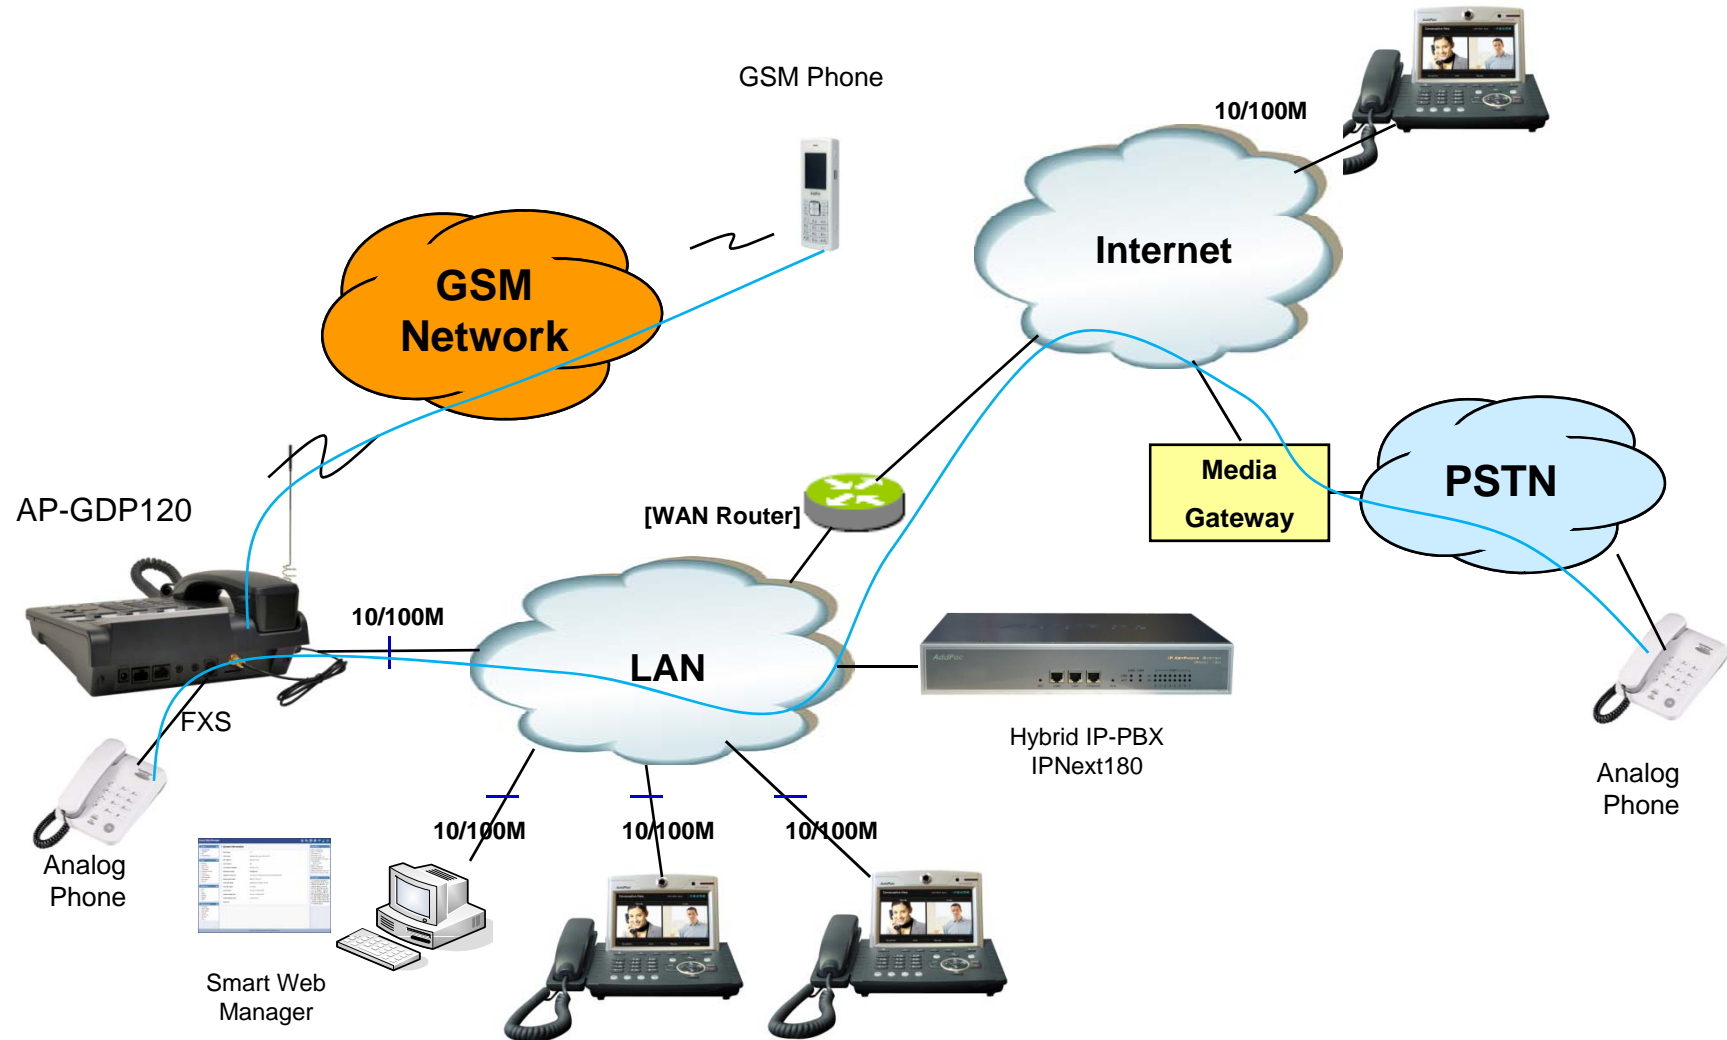 GSM Phone
10/100M
Internet
GSM
Network
Media
Gateway
PSTN
AP-GDP120
[WAN Router]
10/100M
LAN
AddPac
FXS
Hybrid IP-PBX
IPNext180
Analog
Phone
Analog
Phone
10/100M
10/100M
10/100M
Smart Web
Manager